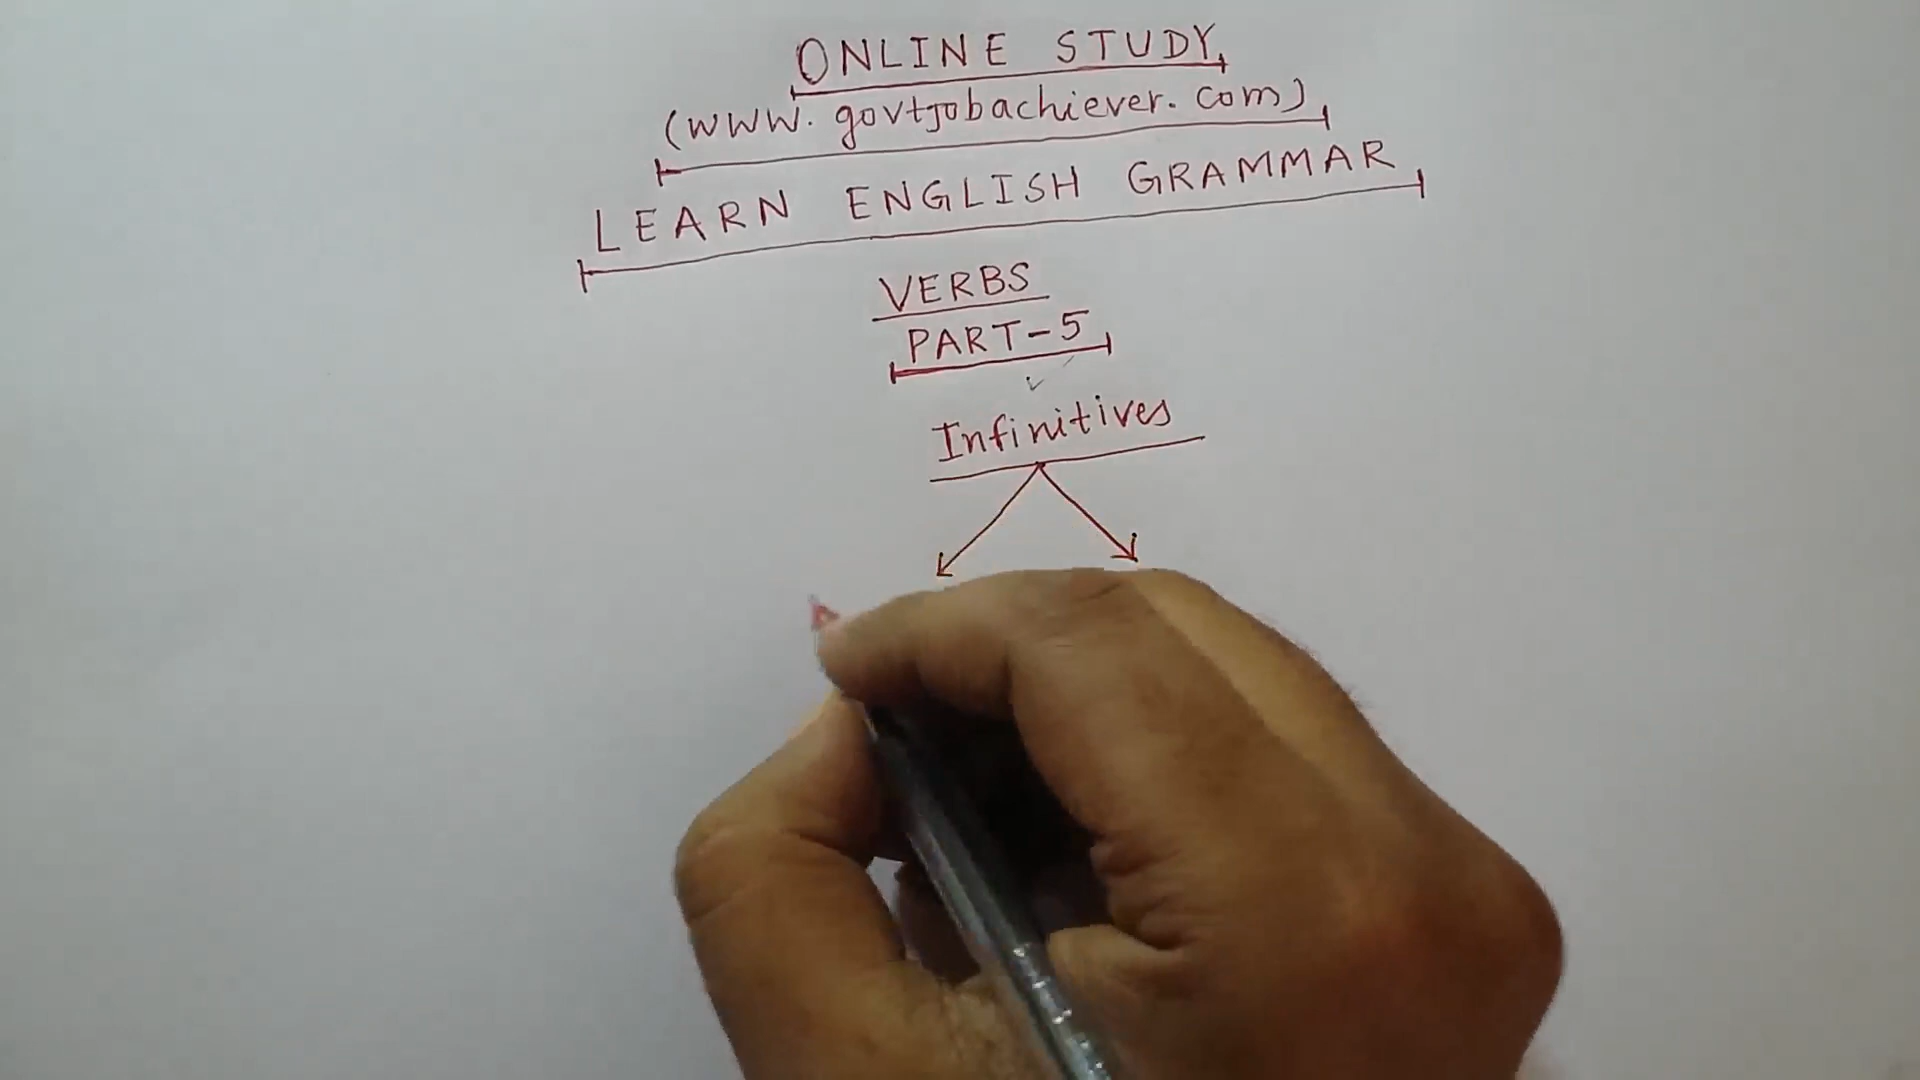 ONLINE STUDY
(www.govtjobachiever.com)
LEARN ENGLISH GRAMMAR
VERBS
PART-5
Infinitives